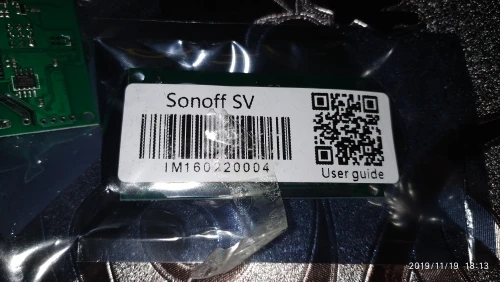 Sonoff SV
IM160220004
User guide
2019/11/19 18:13